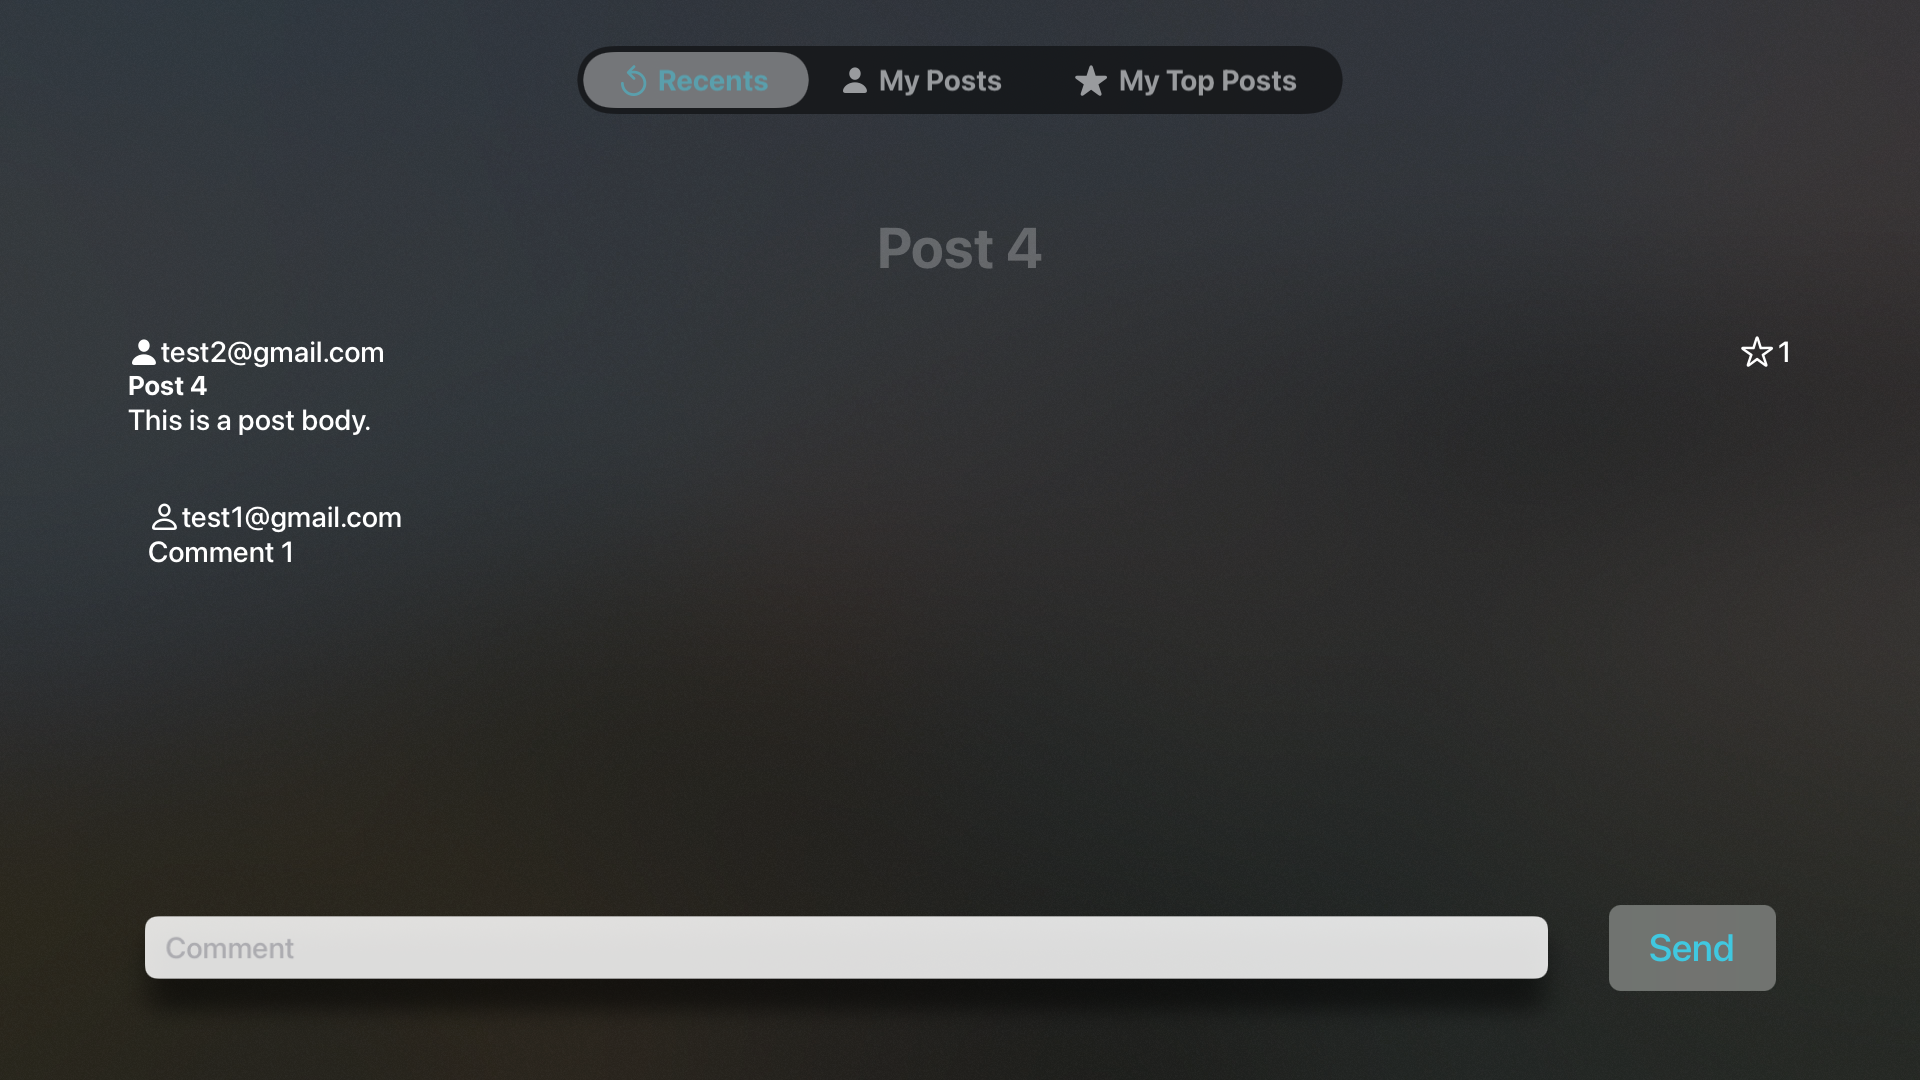 Recents My Posts My Top Posts
Post 4
test2@gmail.com 1
Post 4
This is a post body.
test1@gmail.com
Comment 1
Comment Send